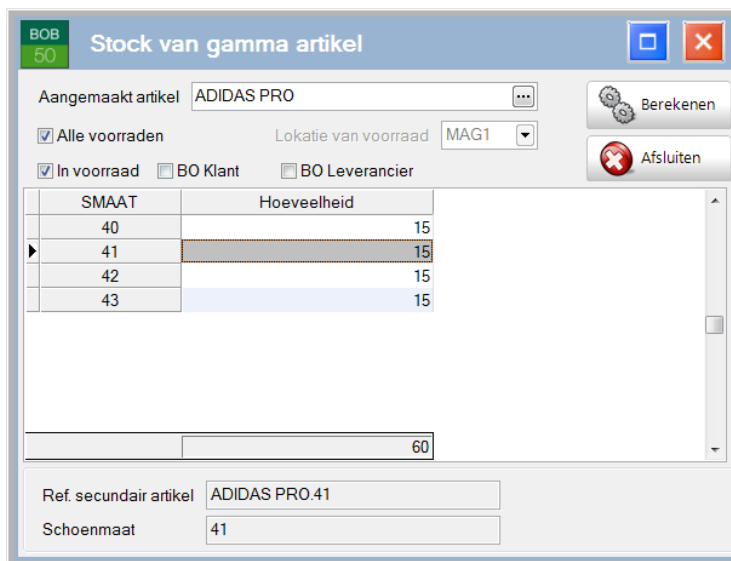 BOB
50
Stock van gamma artikel
Aangemaakt artikel ADIDAS PRO ...
Berekenen
Alle voorraden Lokatie van voorraad MAG1
Afsluiten
In voorraad BO Klant BO Leverancier
SMAAT Hoeveelheid
40 15
41 15
42 15
43 15
60
Ref. secundair artikel ADIDAS PRO.41
Schoenmaat 41